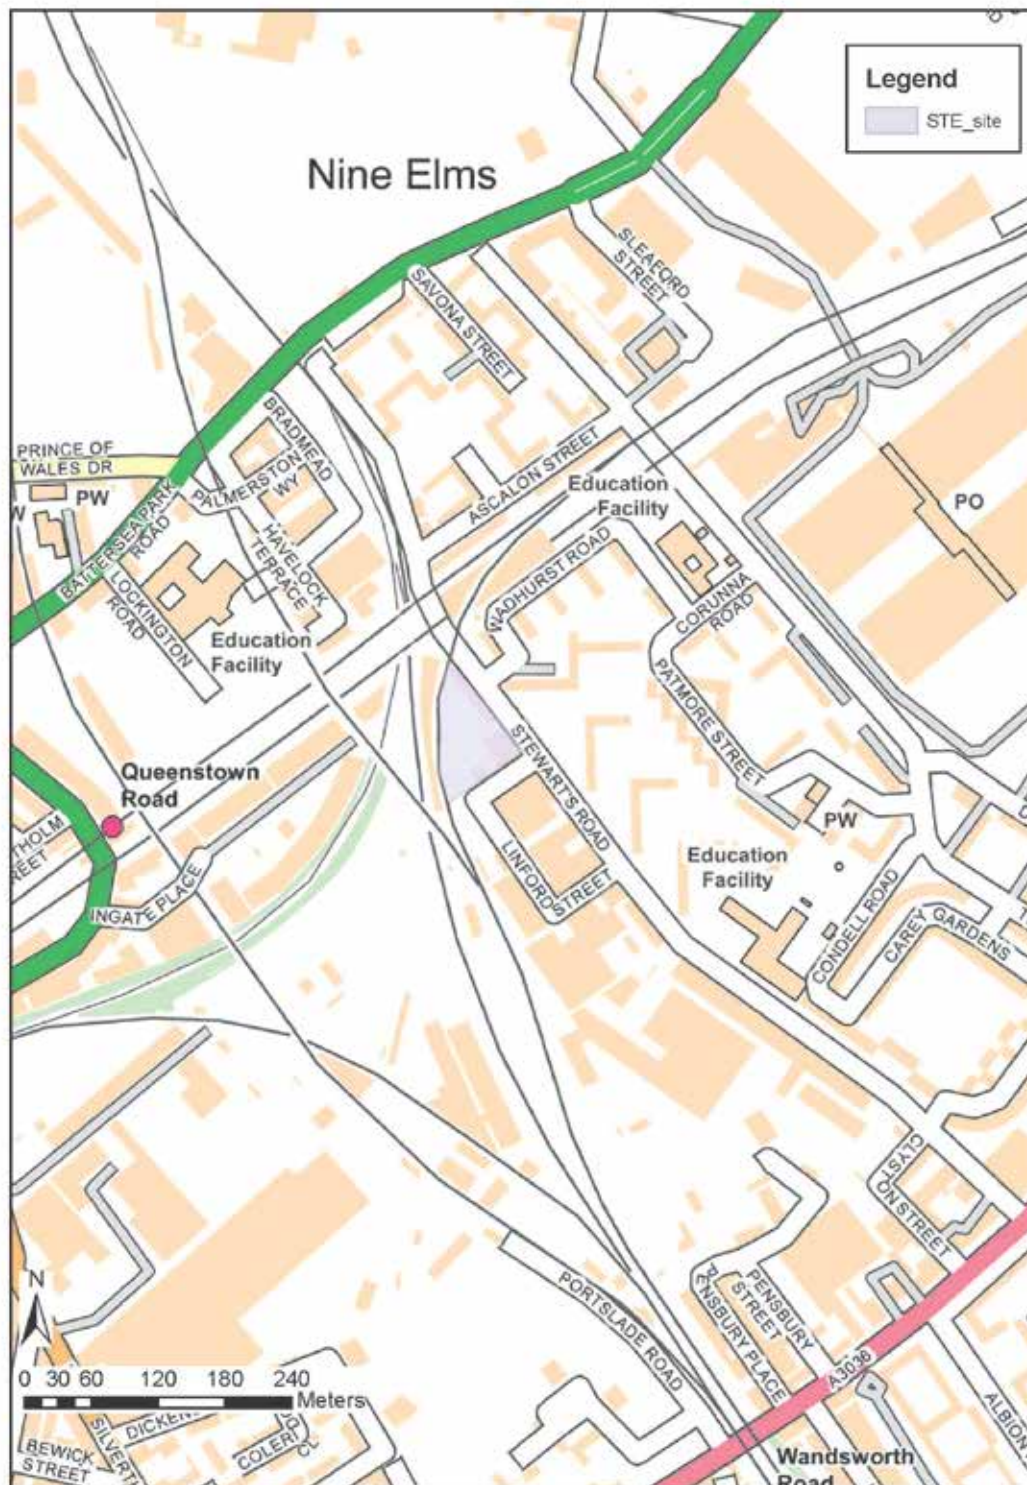 Legend
STE_site
Nine Elms
SLEAFORD
STREET
SAVONA STREET
BRADMEAD
PRINCE OF
WALES DR
PW
PALMERSTON
WY
ASCALON STREET
Education
Facility
PO
BATTERSEA PARK
ROAD
HAVELOCK
TERRACE
WADHURST ROAD
CORUNNA
ROAD
LOCKINGTON
ROAD
Education
Facility
PATMORE STREET
STEWART'S ROAD
Queenstown
Road
PW
LINFORD
STREET
Education
Facility
INGATE PLACE
CONDELL ROAD
CAREY
GARDENS
CLYST
ON STREET
PENSBURY
STREET
PENSBURY PLACE
PORTSLADE ROAD
A3036
N
0 30 60 120 180 240
Meters
ALBION
BEWICK
STREET
Wandsworth
Road